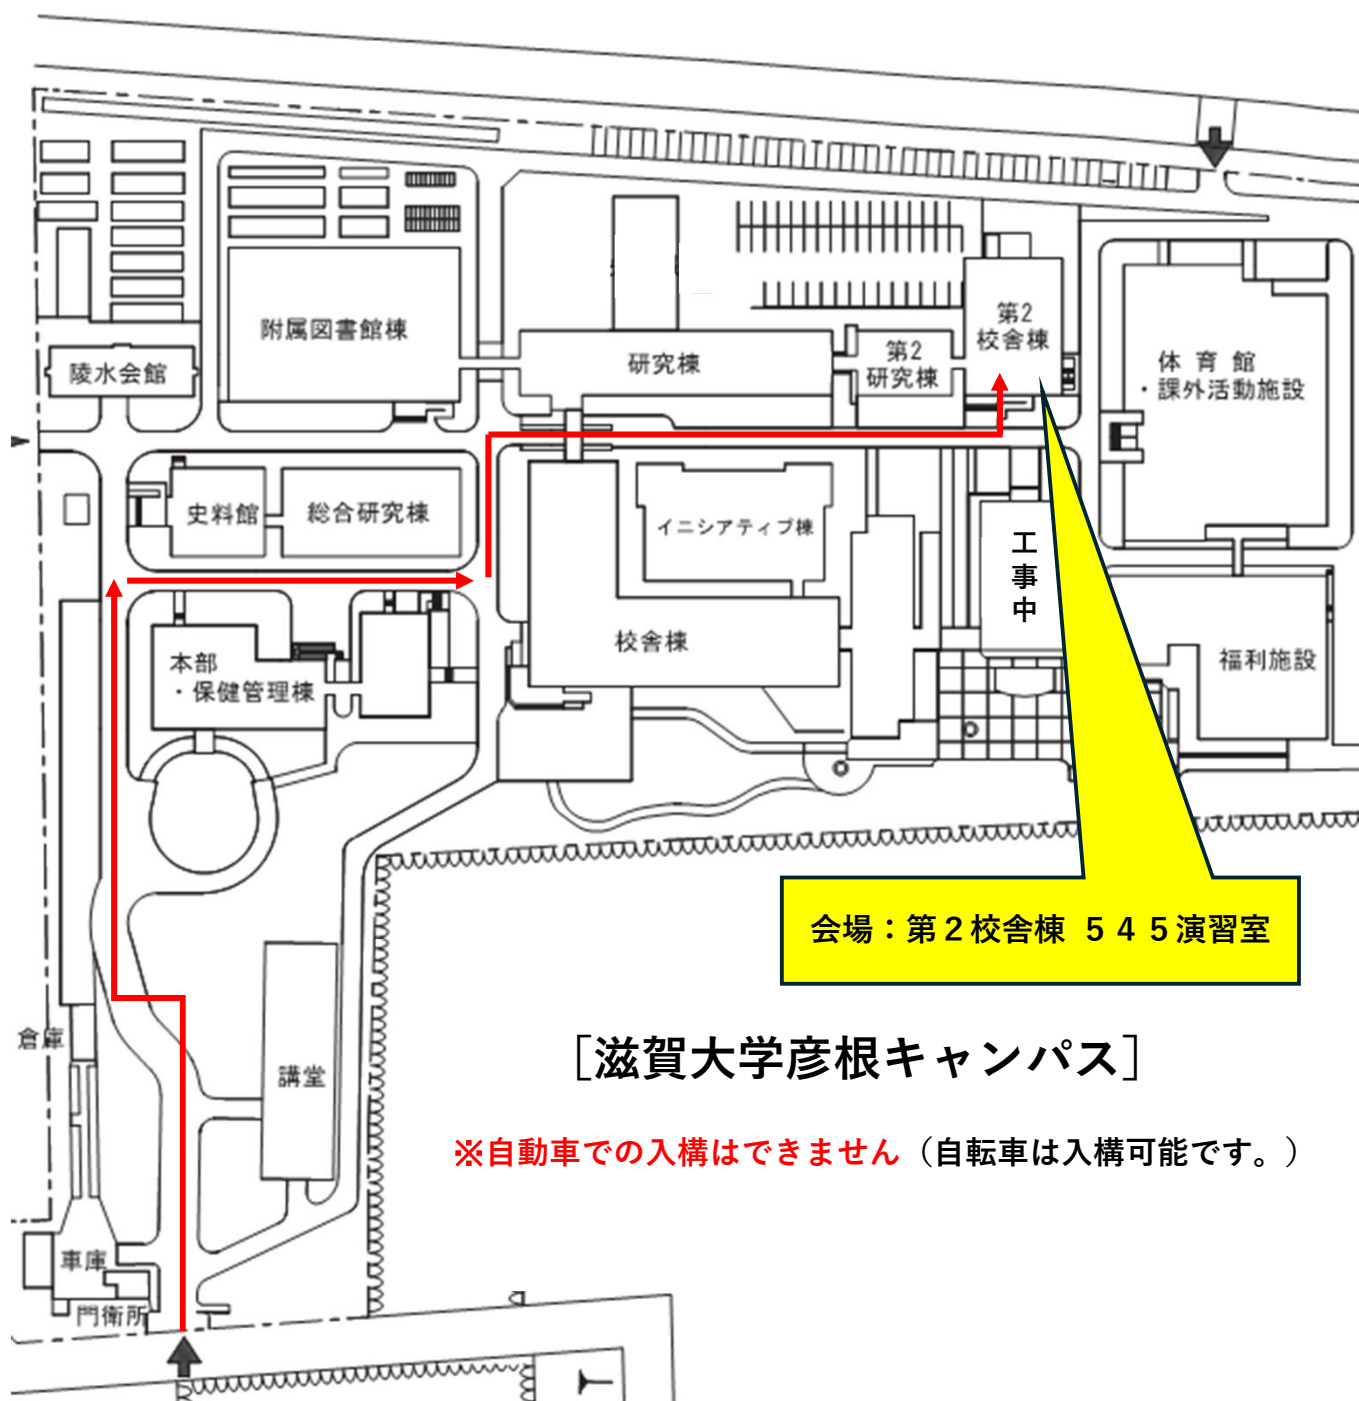 附属図書館棟
陵水会館
研究棟
第2
研究棟
第2
校舎棟
体 育 館
・課外活動施設
史料館
総合研究棟
イニシアティブ棟
工
事
中
校舎棟
本部
・保健管理棟
福利施設
会場：第２校舎棟 ５４５演習室
倉庫
講堂
［滋賀大学彦根キャンパス］
※自動車での入構はできません（自転車は入構可能です。）
車庫
門衛所